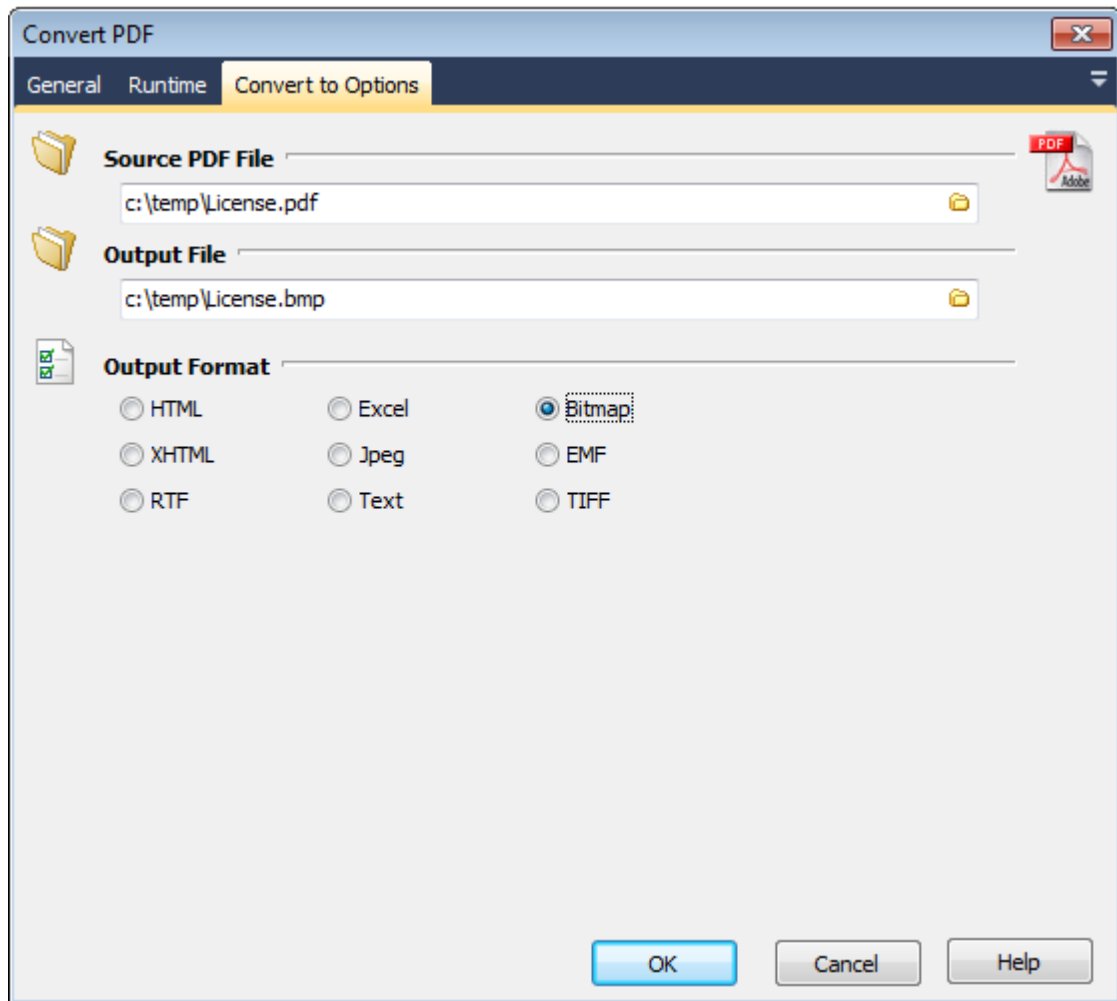 Convert PDF
General Runtime Convert to Options
Source PDF File
PDF
Adobe
c:\temp\License.pdf
Output File
c:\temp\License.bmp
Output Format
HTML Excel Bitmap
XHTML Jpeg EMF
RTF Text TIFF
OK Cancel Help